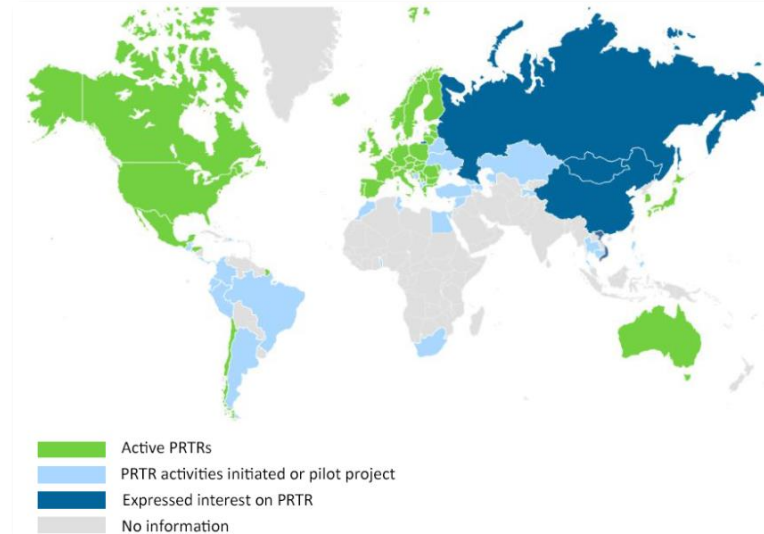 Active PRTRs
PRTR activities initiated or pilot project
Expressed interest on PRTR
No information